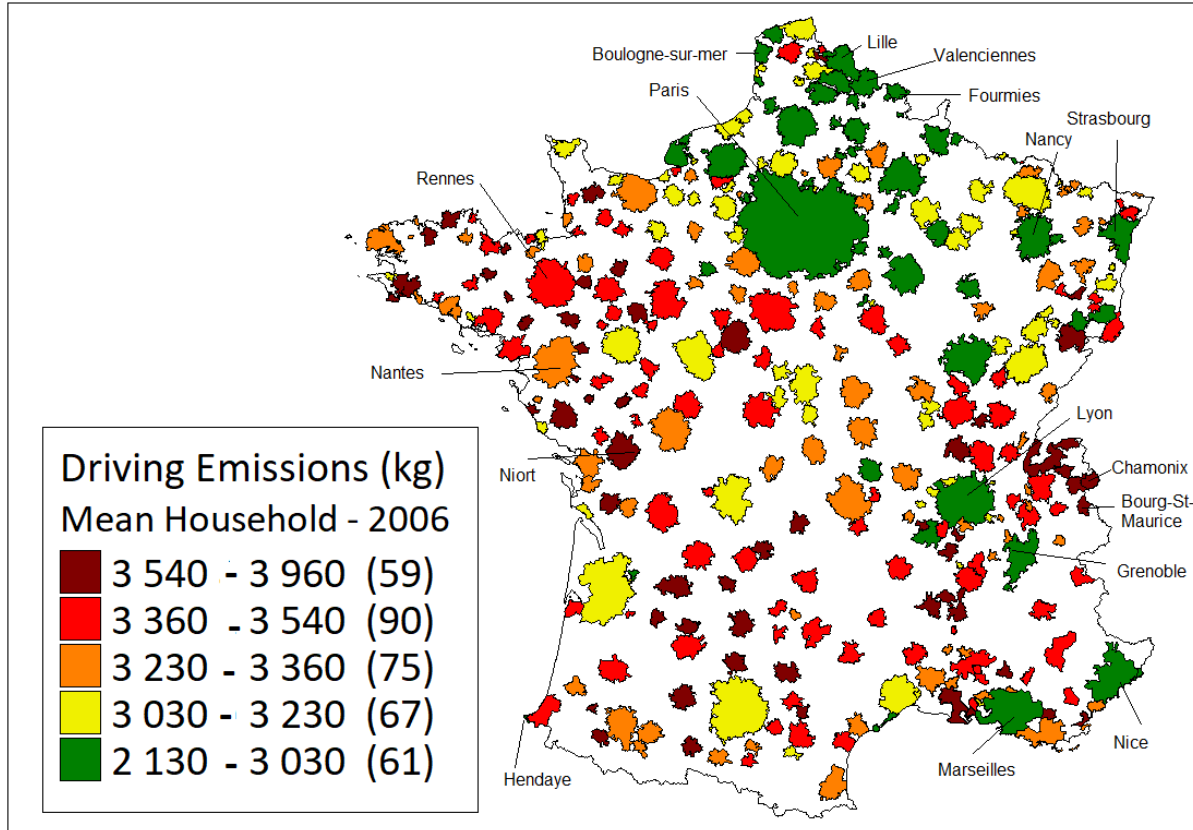 Boulogne-sur-mer
Lille
Valenciennes
Paris
Fourmies
Strasbourg
Nancy
Rennes
Nantes
Lyon
Niort
Chamonix
Bourg-St-
Maurice
Grenoble
Nice
Marseilles
Hendaye
Driving Emissions (kg)
Mean Household - 2006
3 540 - 3 960 (59)
3 360 - 3 540 (90)
3 230 - 3 360 (75)
3 030 - 3 230 (67)
2 130 - 3 030 (61)